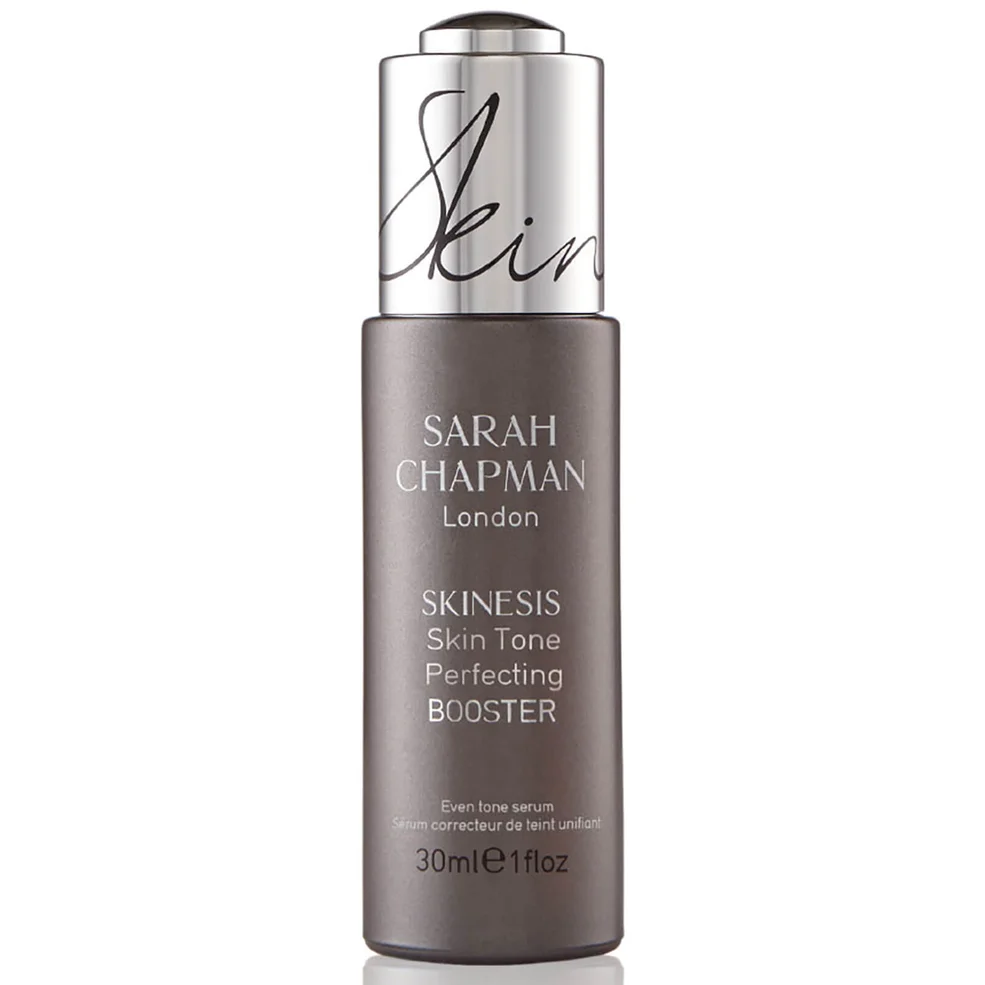 Skin
SARAH
CHAPMAN
London
SKINESIS
Skin Tone
Perfecting
BOOSTER
Even tone serum
Sérum correcteur de teint unifiant
30ml℮1floz